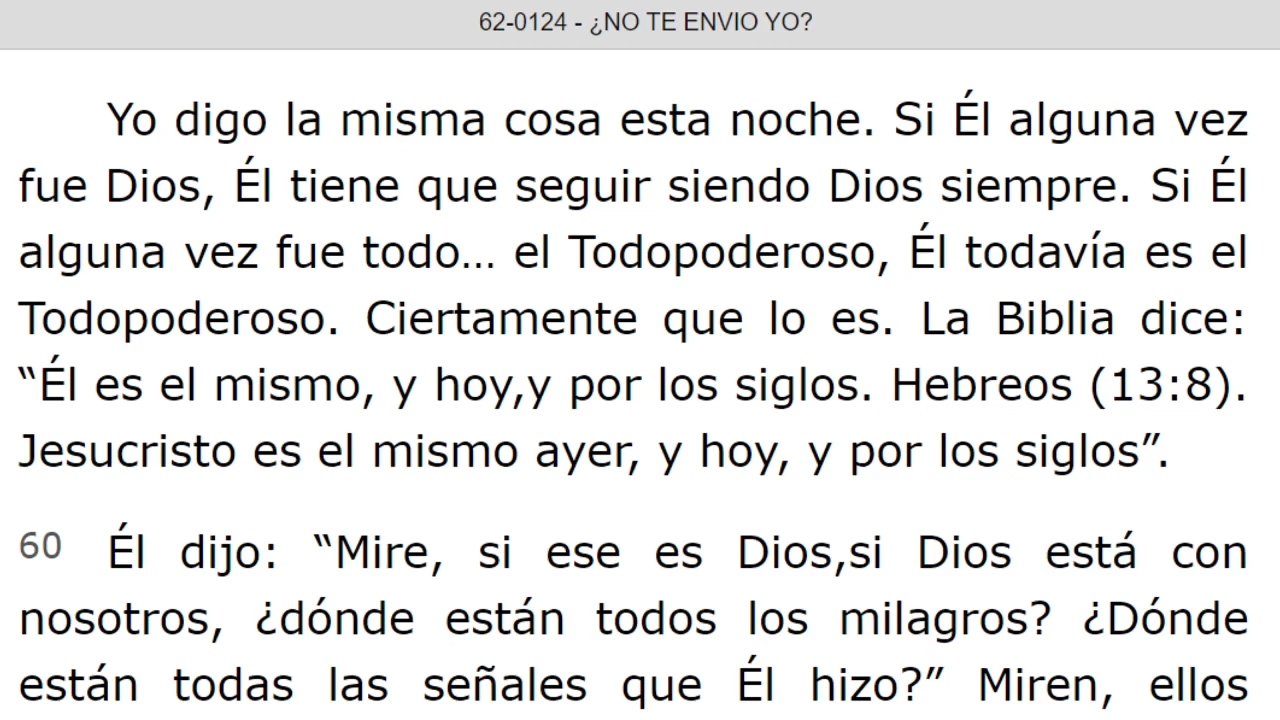 62-0124 - ¿NO TE ENVIO YO?
Yo digo la misma cosa esta noche. Si Él alguna vez
fue Dios, Él tiene que seguir siendo Dios siempre. Si Él
alguna vez fue todo… el Todopoderoso, Él todavía es el
Todopoderoso. Ciertamente que lo es. La Biblia dice:
“Él es el mismo, y hoy,y por los siglos. Hebreos (13:8).
Jesucristo es el mismo ayer, y hoy, y por los siglos”.
60 Él dijo: “Mire, si ese es Dios,si Dios está con
nosotros, ¿dónde están todos los milagros? ¿Dónde
están todas las señales que Él hizo?” Miren, ellos